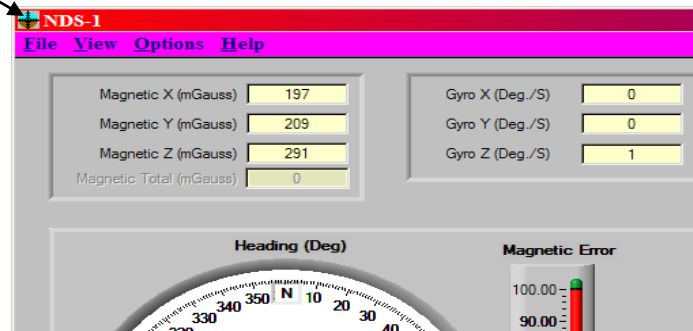 NDS-1
File View Options Help
Magnetic X (mGauss) 197
Magnetic Y (mGauss) 209
Magnetic Z (mGauss) 291
Magnetic Total (mGauss) 0
Gyro X (Deg./S) 0
Gyro Y (Deg./S) 0
Gyro Z (Deg./S) 1
Heading (Deg)
330 340 350 N 10 20 30 40
Magnetic Error
100.00
90.00